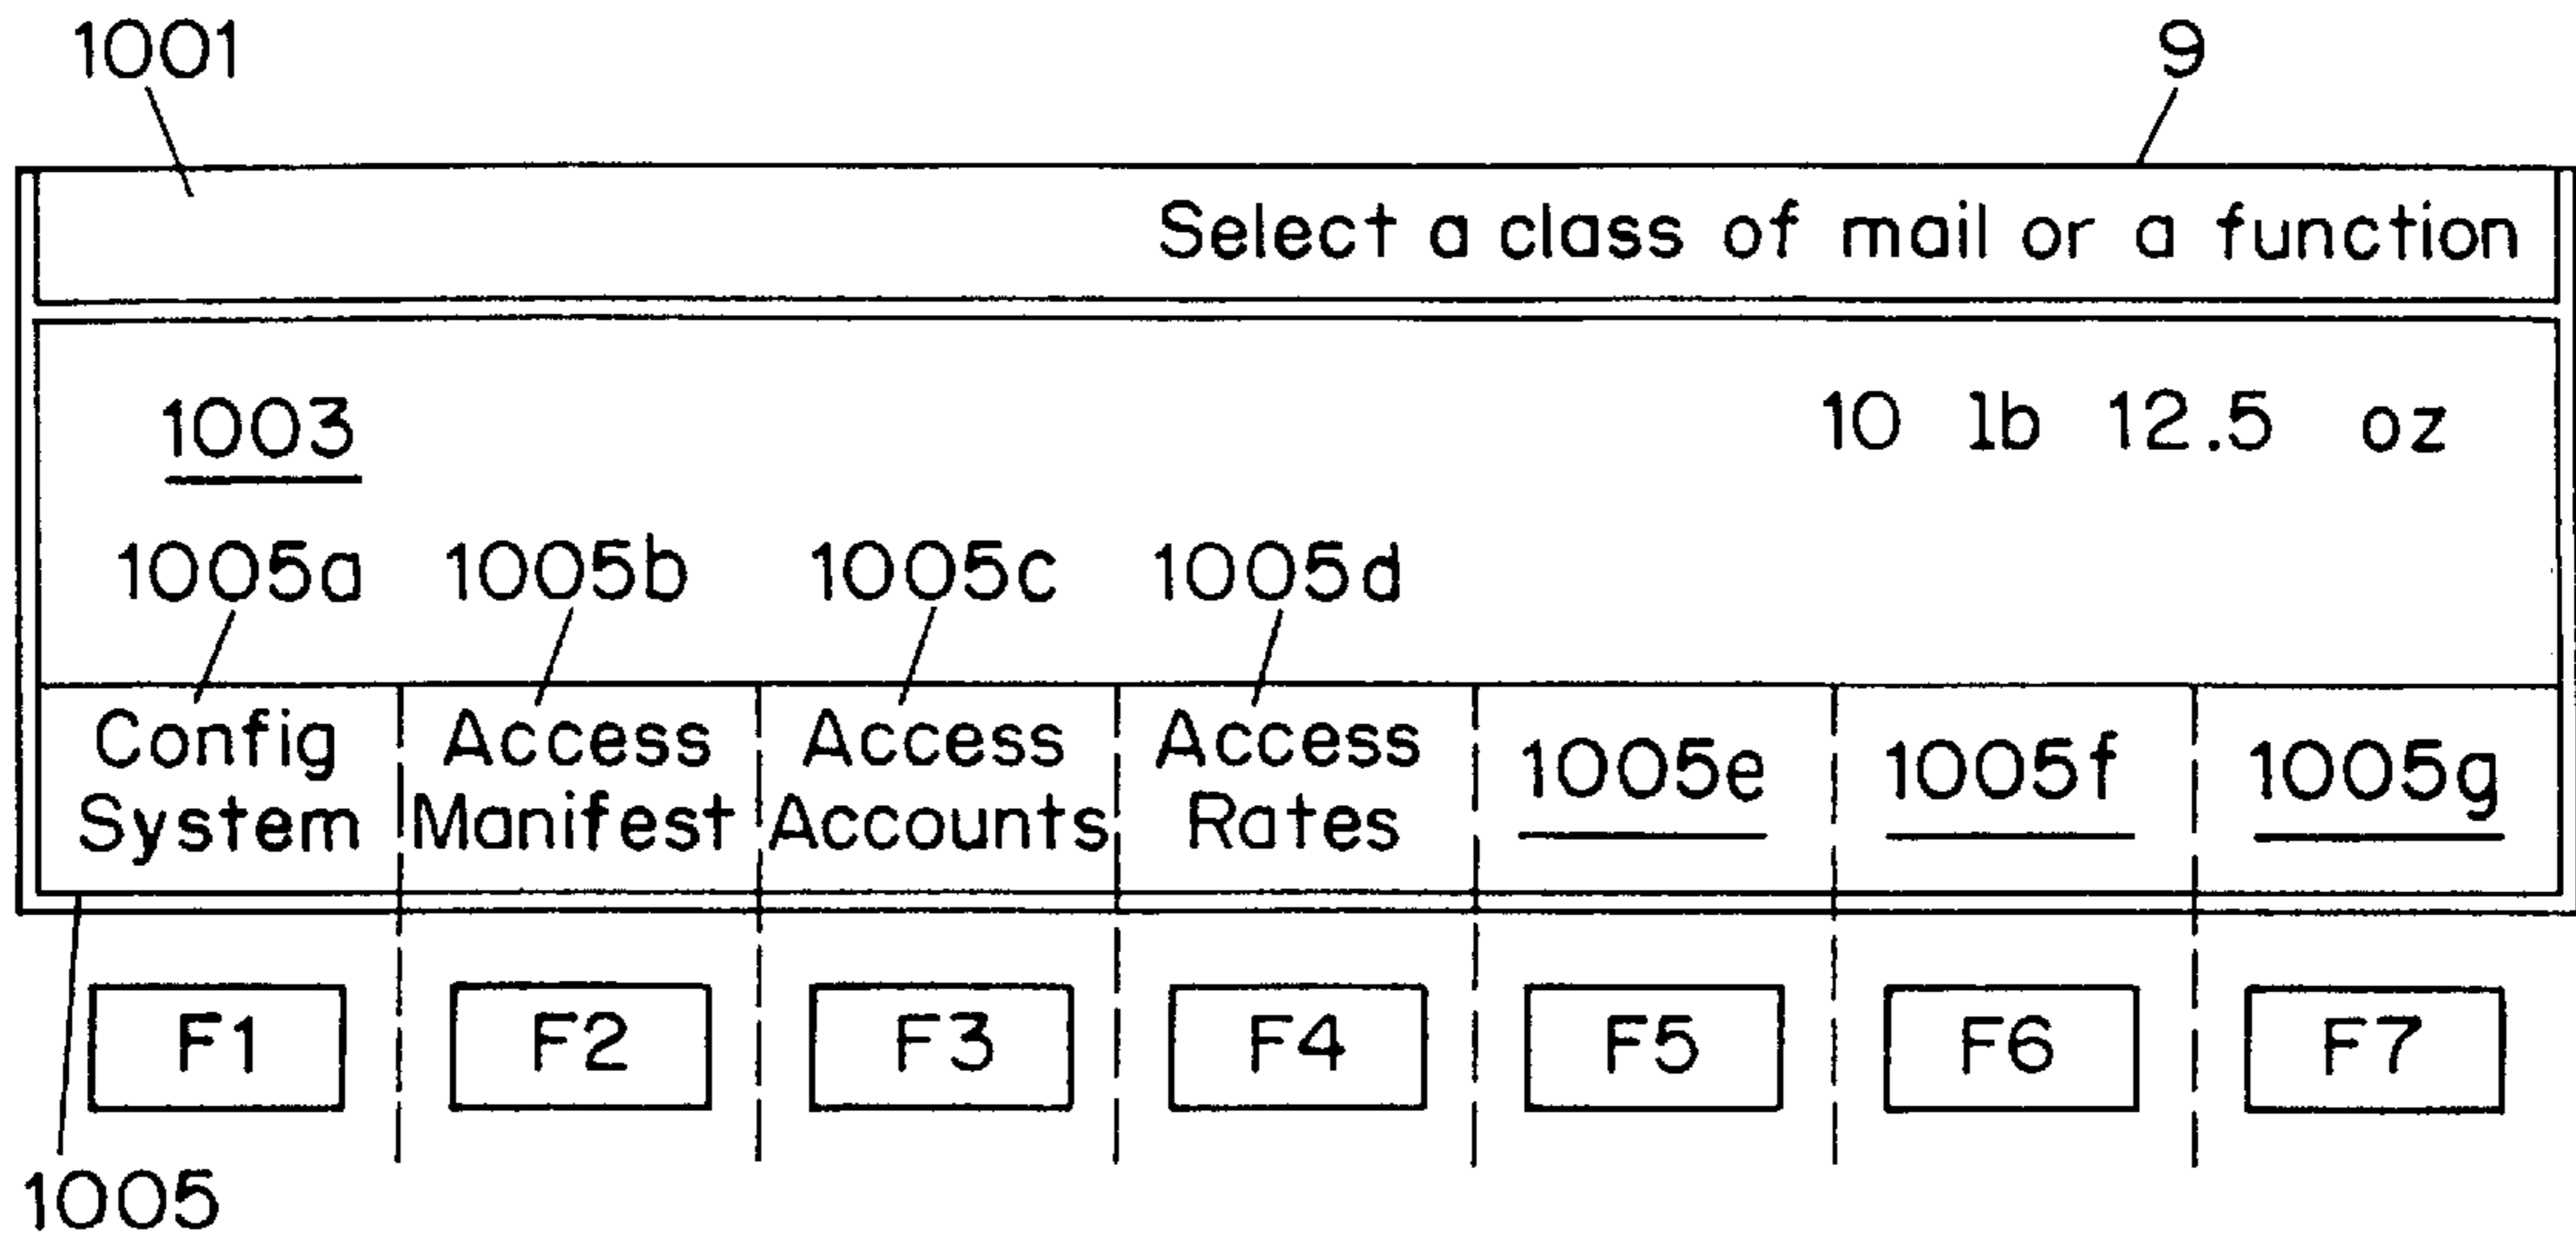 1001 9
Select a class of mail or a function
1003 10 lb 12.5 oz
1005a 1005b 1005c 1005d
Config System
Access Manifest
Access Accounts
Access Rates
1005e 1005f 1005g
F1 F2 F3 F4 F5 F6 F7
1005